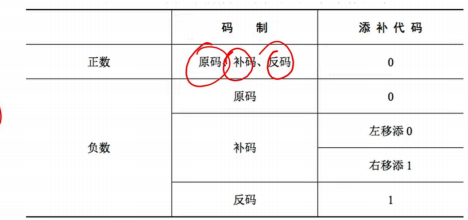 码 制 添补代码
正数 原码、补码、反码 0
原码 0
左移添0
负数 补码
右移添1
反码 1